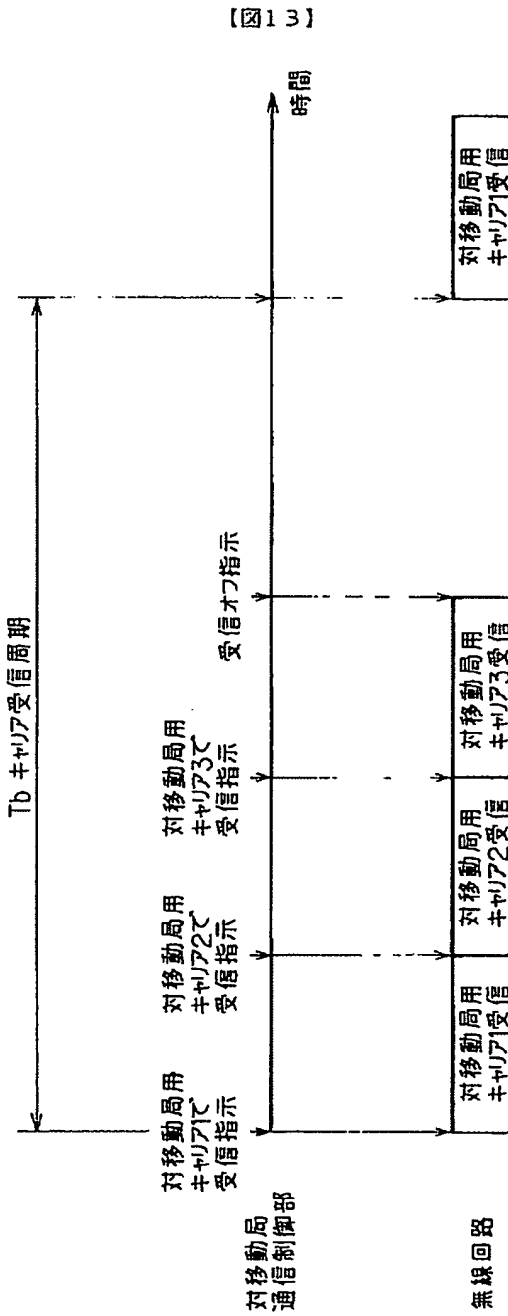 【図13】
Tb キャリア受信周期
対移動局用
キャリア1で
受信指示
対移動局用
キャリア2で
受信指示
対移動局用
キャリア3で
受信指示
受信オフ指示
対移動局
通信制御部
時間
無線回路
対移動局用
キャリア1受信
対移動局用
キャリア2受信
対移動局用
キャリア3受信
対移動局用
キャリア1受信